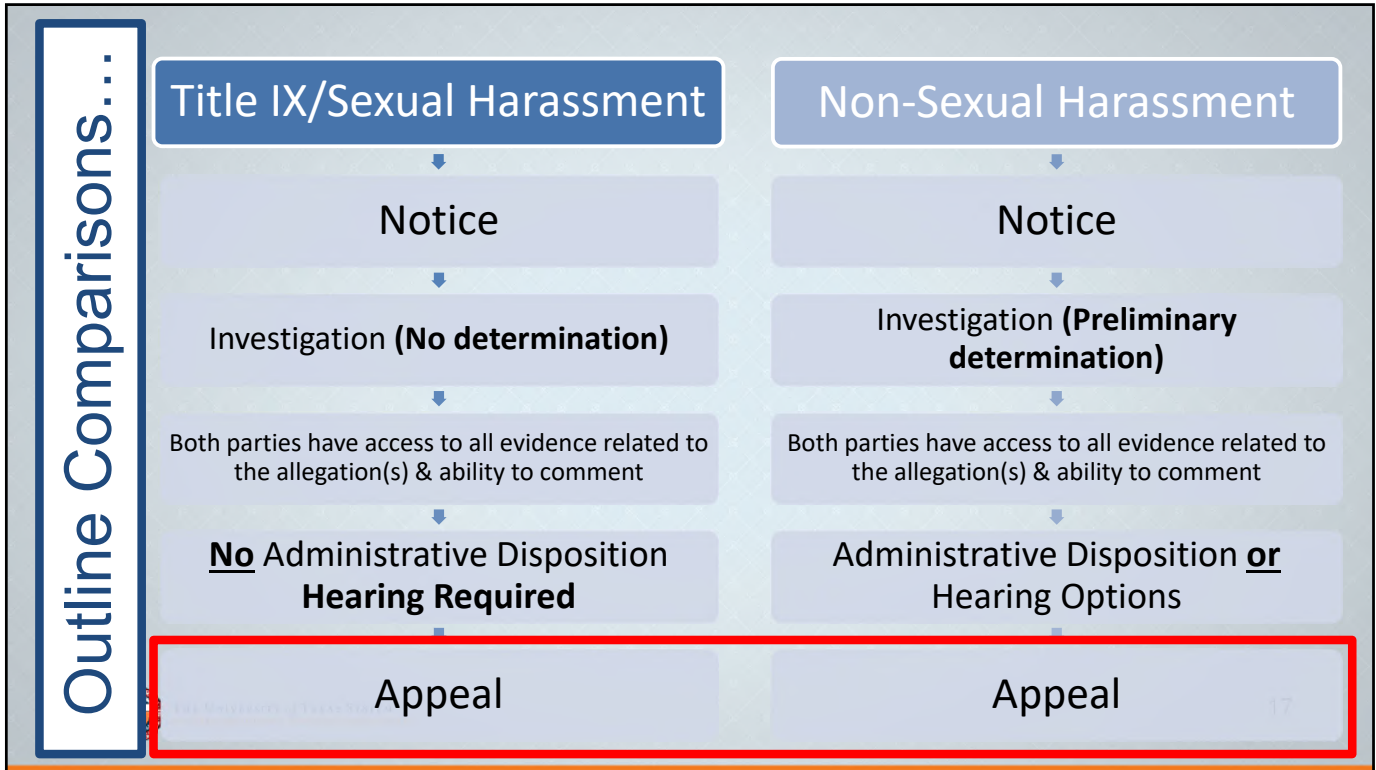 Outline Comparisons...
Title IX/Sexual Harassment
Notice
Investigation (No determination)
Both parties have access to all evidence related to
the allegation(s) & ability to comment
No Administrative Disposition
Hearing Required
Appeal
Non-Sexual Harassment
Notice
Investigation (Preliminary
determination)
Both parties have access to all evidence related to
the allegation(s) & ability to comment
Administrative Disposition or
Hearing Options
Appeal
17